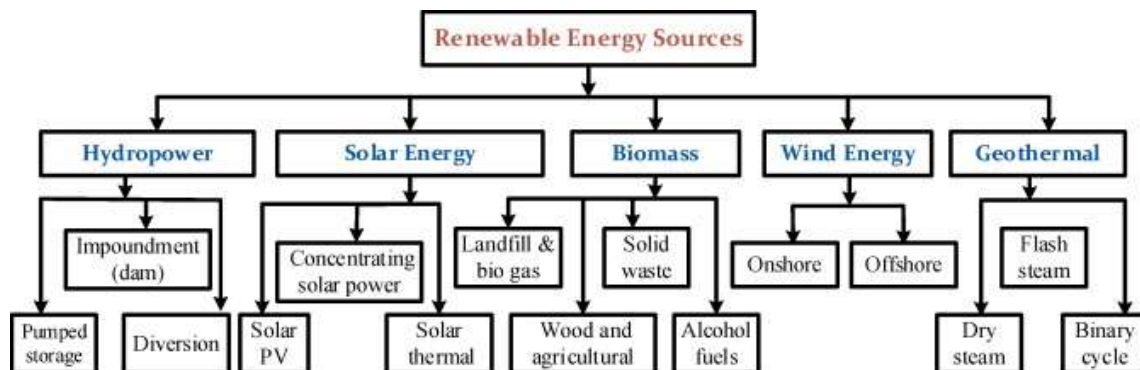 Renewable Energy Sources
Hydropower
Solar Energy
Biomass
Wind Energy
Geothermal
Impoundment
(dam)
Concentrating
solar power
Landfill &
bio gas
Solid
waste
Onshore
Offshore
Flash
steam
Pumped
storage
Diversion
Solar
PV
Solar
thermal
Wood and
agricultural
Alcohol
fuels
Dry
steam
Binary
cycle